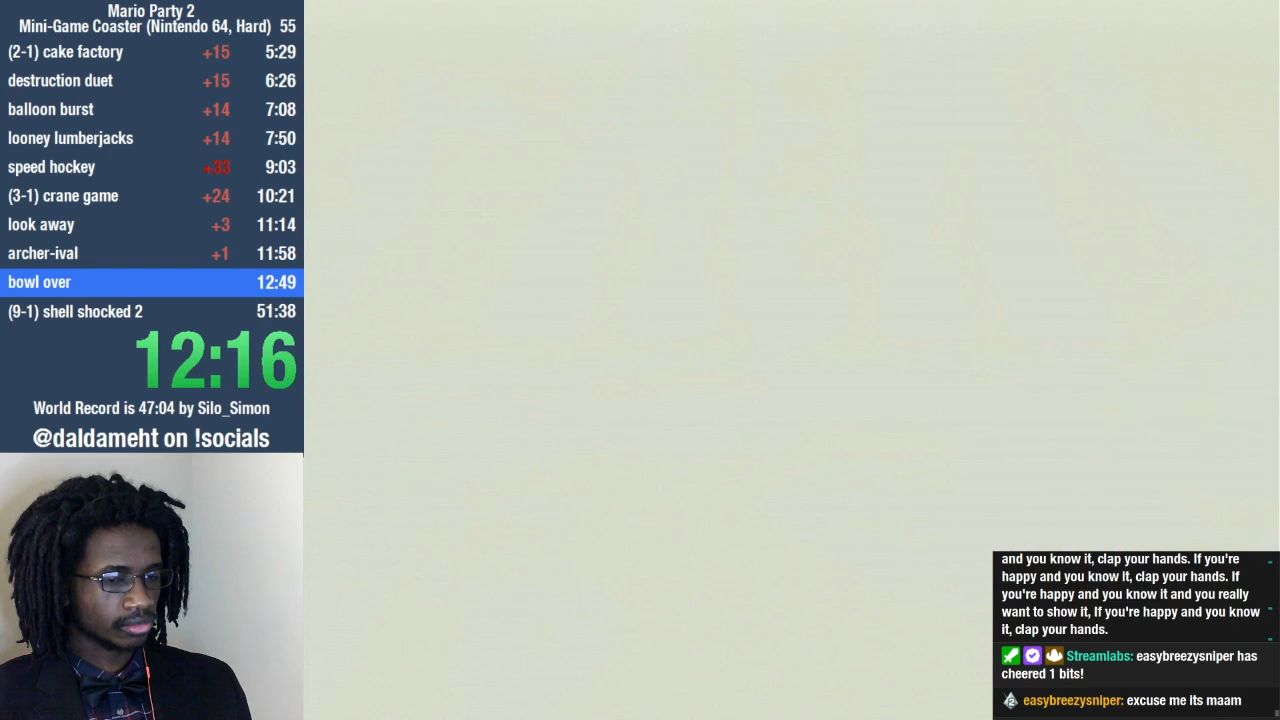 Mario Party 2
Mini-Game Coaster (Nintendo 64, Hard) 55
(2-1) cake factory +15 5:29
destruction duet +15 6:26
balloon burst +14 7:08
looney lumberjacks +14 7:50
speed hockey +33 9:03
(3-1) crane game +24 10:21
look away +3 11:14
archer-ival +1 11:58
bowl over 12:49
(9-1) shell shocked 2 51:38
12:16
World Record is 47:04 by Silo_Simon
@daldameht on !socials
and you know it, clap your hands. If you're
happy and you know it, clap your hands. If
you're happy and you know it and you really
want to show it, If you're happy and you know
it, clap your hands.
Streamlabs: easybreezysniper has
cheered 1 bits!
2 easybreezysniper: excuse me its maam